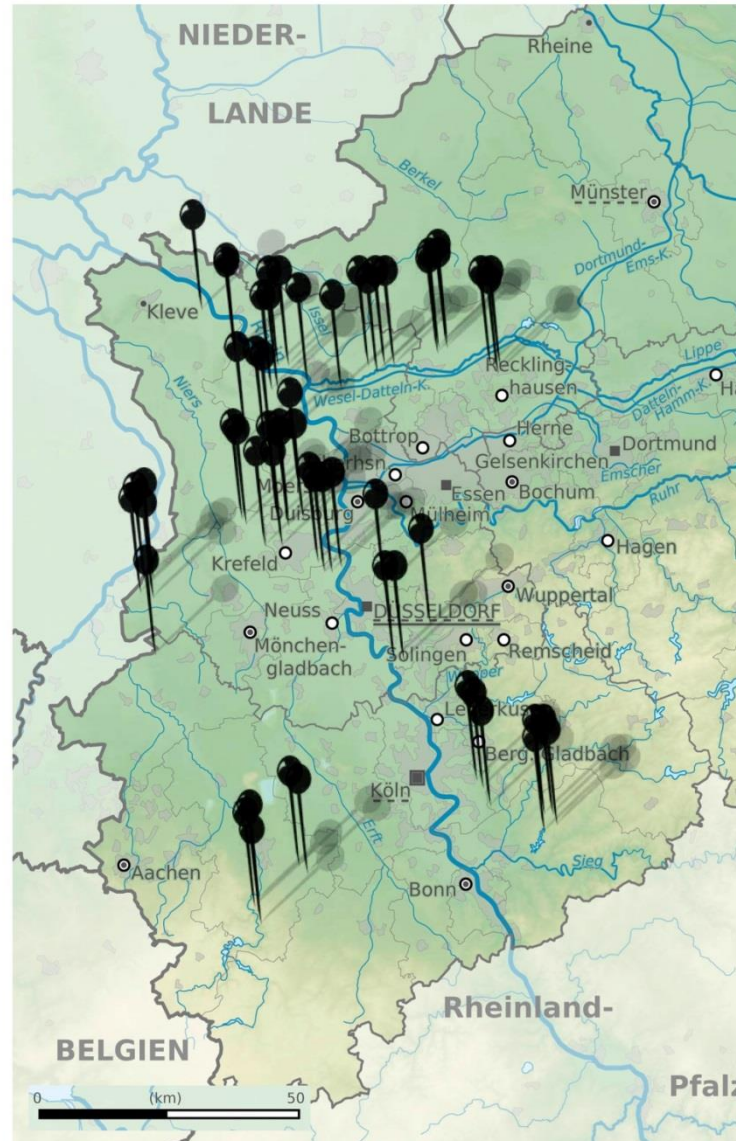 NIEDER-
LANDE
Rheine
Berkel
Münster
Dortmund-
Ems-K.
Kleve
Issel
Niers
Wesel-Datteln-K.
Reckling-
hausen
Lippe
Datteln-
Hamm-K.
Bottrop
Herne
Dortmund
Gelsenkirchen
Emscher
Essen
Bochum
Ruhr
Duisburg
Mülheim
Krefeld
Hagen
Wuppertal
Neuss
DÜSSELDORF
Mönchen-
gladbach
Solingen
Remscheid
Berg. Gladbach
Köln
Erft
Aachen
Sieg
Bonn
Rheinland-
Pfalz
BELGIEN
0 (km) 50